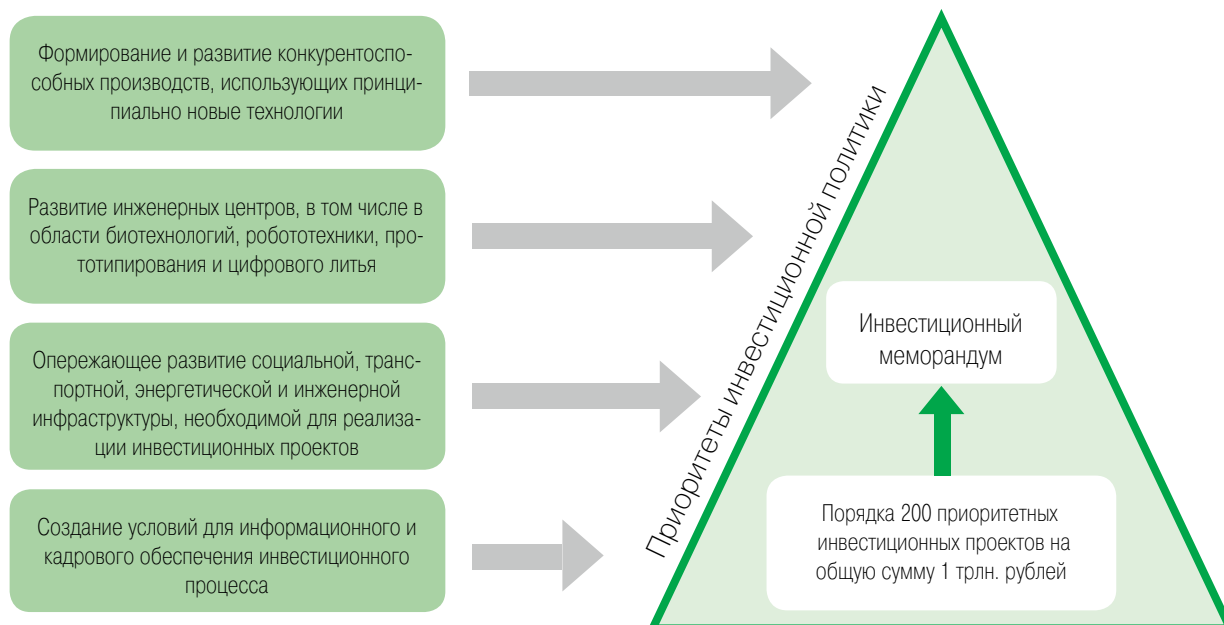 Формирование и развитие конкурентоспо-
собных производств, использующих принци-
пиально новые технологии
Развитие инженерных центров, в том числе в
области биотехнологий, робототехники, про-
тотипирования и цифрового литья
Опережающее развитие социальной, транс-
портной, энергетической и инженерной
инфраструктуры, необходимой для реализа-
ции инвестиционных проектов
Создание условий для информационного и
кадрового обеспечения инвестиционного
процесса
Приоритеты инвестиционной политики
Инвестиционный
меморандум
Порядка 200 приоритетных
инвестиционных проектов на
общую сумму 1 трлн. рублей